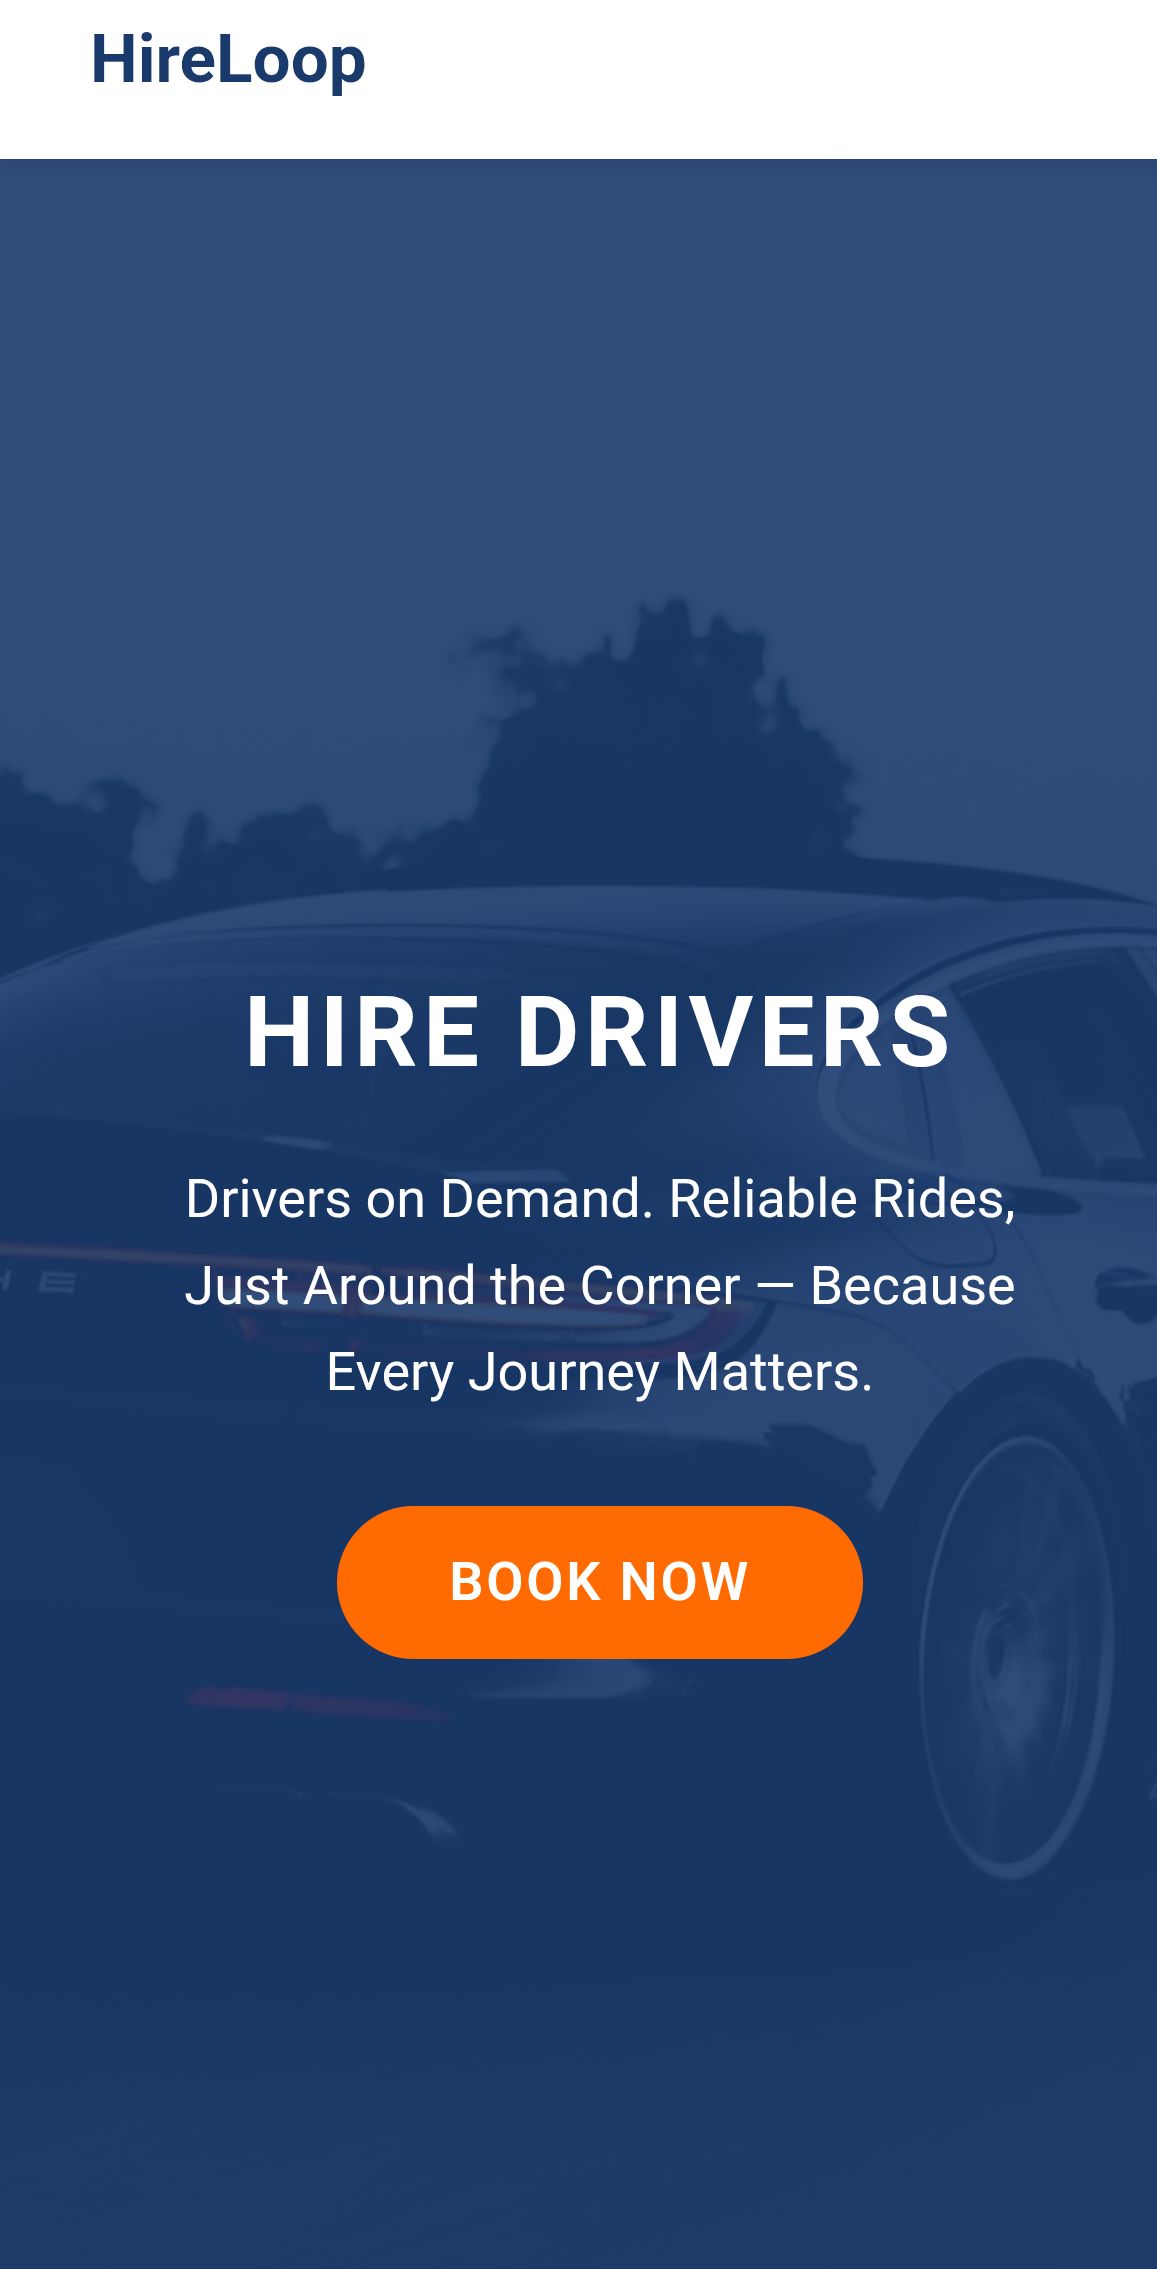 HireLoop
HIRE DRIVERS
Drivers on Demand. Reliable Rides,
Just Around the Corner — Because
Every Journey Matters.
H E
BOOK NOW